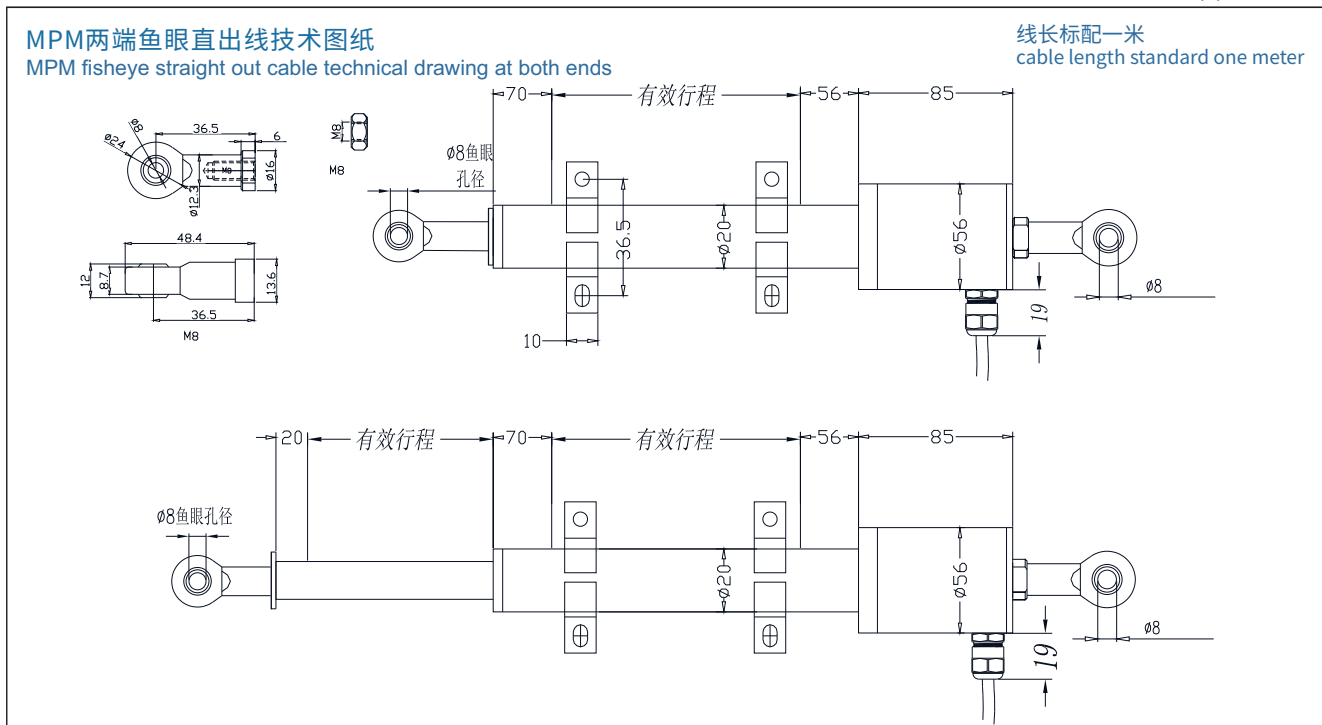 MPM两端鱼眼直出线技术图纸
MPM fisheye straight out cable technical drawing at both ends
线长标配一米
cable length standard one meter
70
有效行程
56
85
ø8
36.5
6
ø24
M8
ø16
ø12.3
M8
M8
ø8鱼眼
孔径
36.5
ø20
ø56
ø8
19
10
48.4
12
8.7
13.6
36.5
M8
20
有效行程
70
有效行程
56
85
ø8鱼眼孔径
ø20
ø56
ø8
19